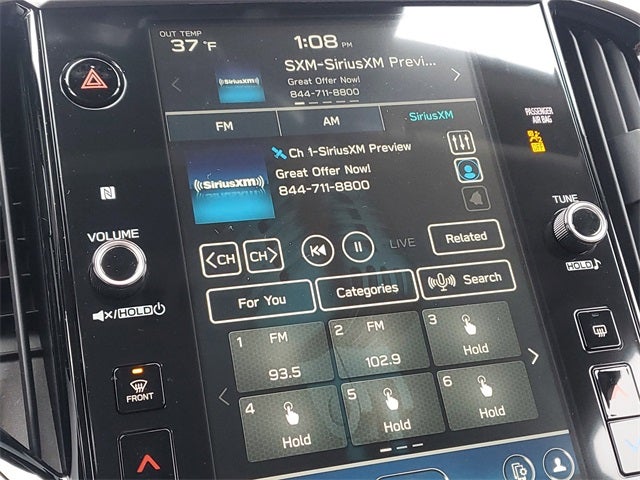 OUT TEMP
37 °F
1:08 PM
SXM-SiriusXM Previ...
Great Offer Now!
844-711-8800
((SiriusXM))
FM
AM
SiriusXM
PASSENGER
AIR BAG
OFF
Ch 1-SiriusXM Preview
Great Offer Now!
844-711-8800
((SiriusXM))
N
VOLUME
TUNE
<CH
CH>
LIVE
Related
HOLD
/HOLD
For You
Categories
Search
1 FM
93.5
2 FM
102.9
3
Hold
FRONT
4
Hold
5
Hold
6
Hold